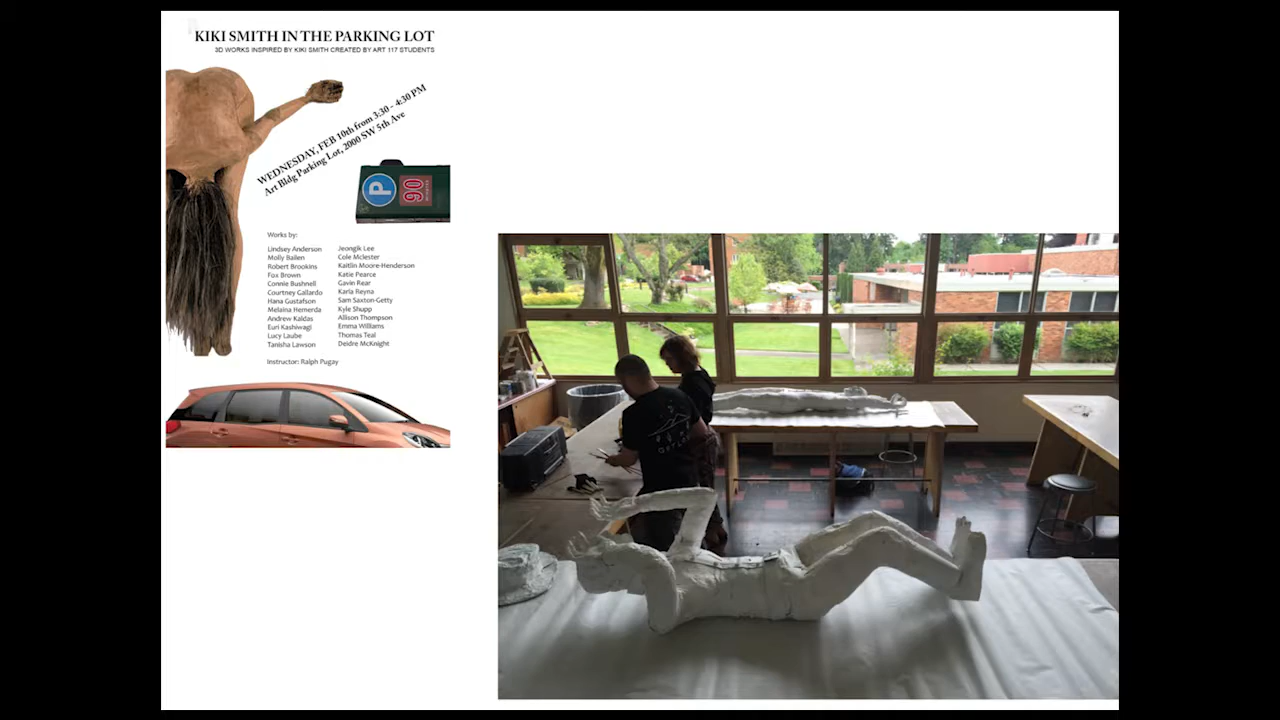 KIKI SMITH IN THE PARKING LOT
3D WORKS INSPIRED BY KIKI SMITH CREATED BY ART 117 STUDENTS
WEDNESDAY, FEB 10th from 3:30 - 4:30 PM
Art Bldg Parking Lot, 2000 SW 5th Ave
P
90
MINUTES
Works by:
Lindsey Anderson
Molly Bailen
Robert Brookins
Fox Brown
Connie Bushnell
Courtney Gallardo
Hana Gustafson
Melaina Hemerda
Andrew Kaldas
Euri Kashiwagi
Lucy Laube
Tanisha Lawson
Jeongik Lee
Cole Mclester
Kaitlin Moore-Henderson
Katie Pearce
Gavin Rear
Karla Reyna
Sam Saxton-Getty
Kyle Shupp
Allison Thompson
Emma Williams
Thomas Teal
Deidre McKnight
Instructor: Ralph Pugay